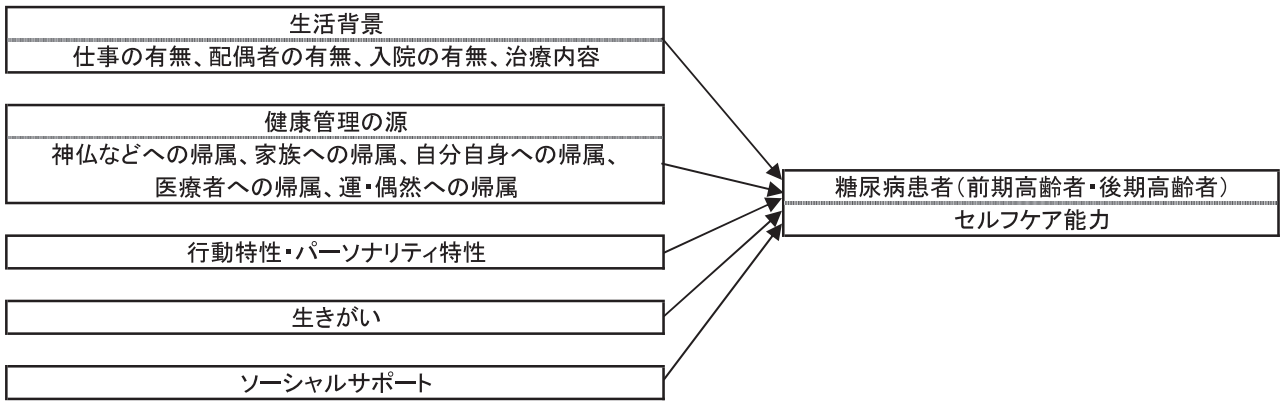 生活背景
仕事の有無、配偶者の有無、入院の有無、治療内容
健康管理の源
神仏などへの帰属、家族への帰属、自分自身への帰属、
医療者への帰属、運・偶然への帰属
行動特性・パーソナリティ特性
生きがい
ソーシャルサポート
糖尿病患者(前期高齢者・後期高齢者)
セルフケア能力